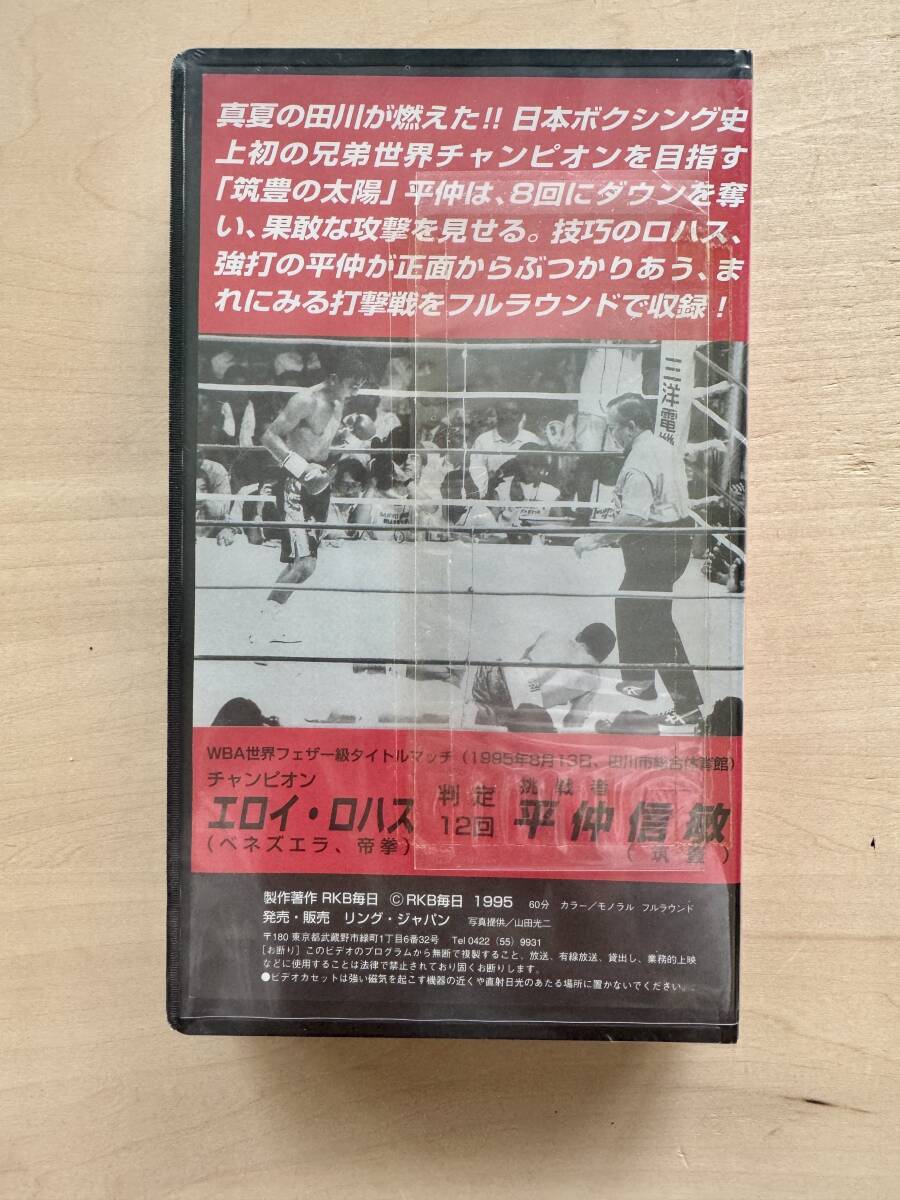 真夏の田川が燃えた!! 日本ボクシング史
上初の兄弟世界チャンピオンを目指す
「筑豊の太陽」平仲は、8回にダウンを奪
い、果敢な攻撃を見せる。技巧のロハス、
強打の平仲が正面からぶつかりあう、ま
れにみる打撃戦をフルラウンドで収録!
三洋電機
WBA世界フェザー級タイトルマッチ (1995年8月13日、田川市総合体育館)
チャンピオン
エロイ・ロハス
(ベネズエラ、帝拳)
判定
12回
挑戦者
平仲信敏
(筑豊)
製作著作 RKB毎日 ©RKB毎日 1995 60分 カラー/モノラル フルラウンド
発売・販売 リング・ジャパン 写真提供/山田光二
〒180 東京都武蔵野市緑町1丁目6番32号 Tel 0422 (55) 9931
[お断り] このビデオのプログラムから無断で複製すること、放送、有線放送、貸出し、業務的上映
などに使用することは法律で禁止されており固くお断りします。
●ビデオカセットは強い磁気を起こす機器の近くや直射日光のあたる場所に置かないでください。